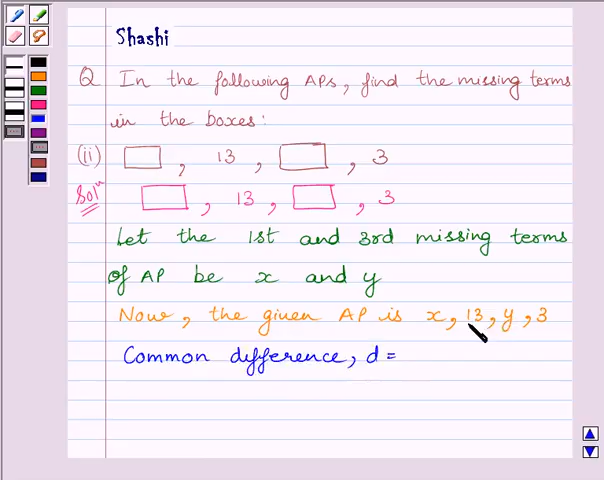 Shashi
Q In the following APs, find the missing terms
in the boxes:
(ii) □, 13, □, 3
Solⁿ □, 13, □, 3
Let the 1st and 3rd missing terms
of AP be x and y
Now, the given AP is x, 13, y, 3
Common difference, d =